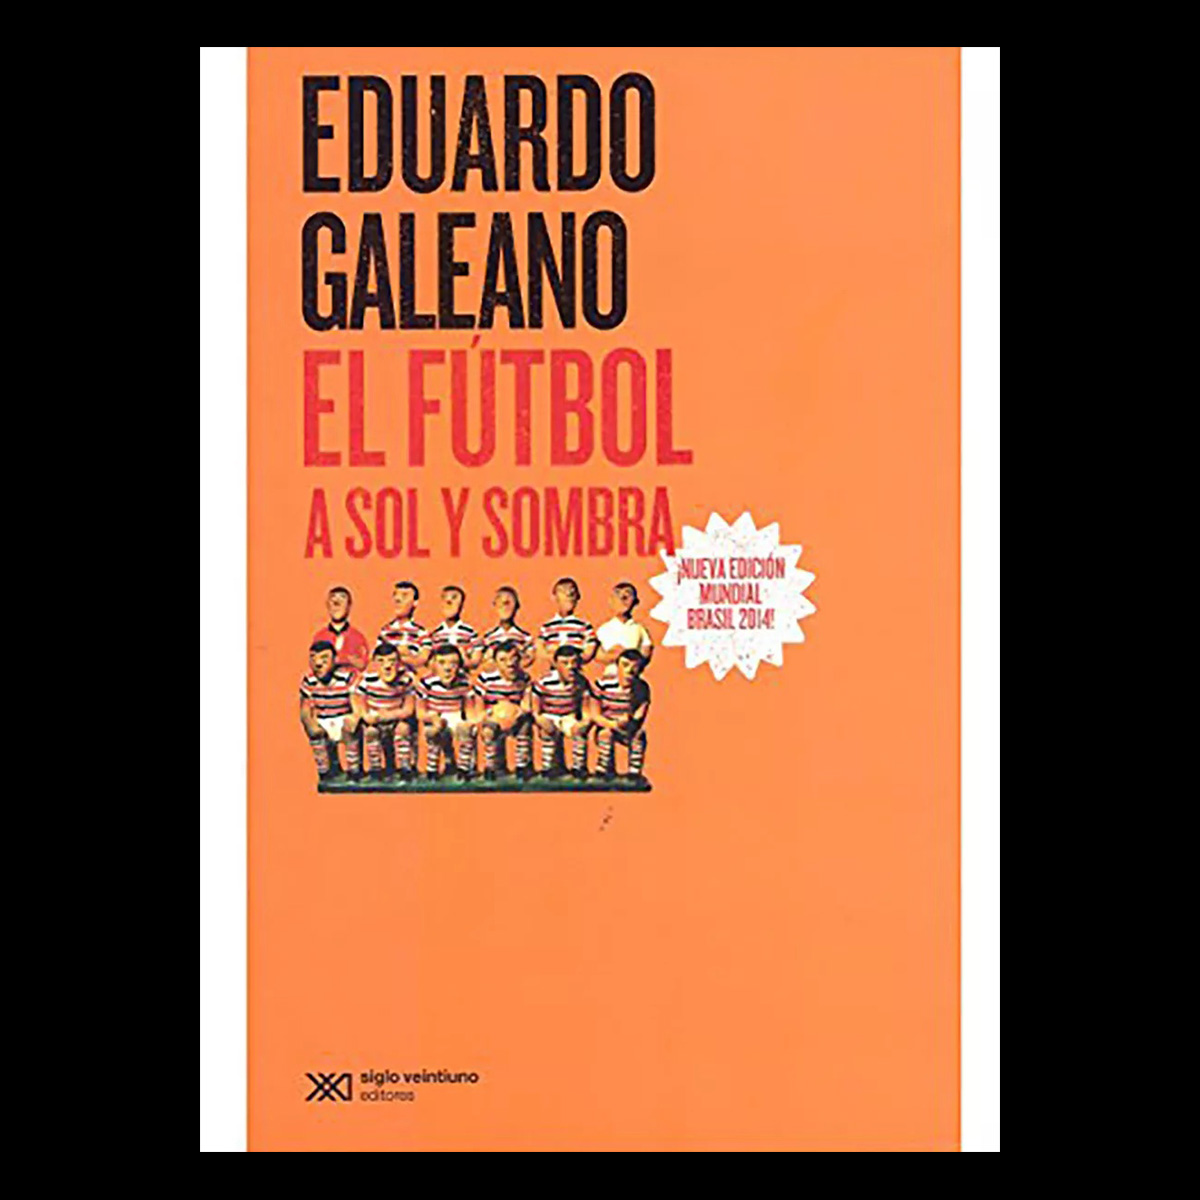 EDUARDO
GALEANO
EL FÚTBOL
A SOL Y SOMBRA
¡NUEVA EDICIÓN
MUNDIAL
BRASIL 2014!
siglo veintiuno
editores